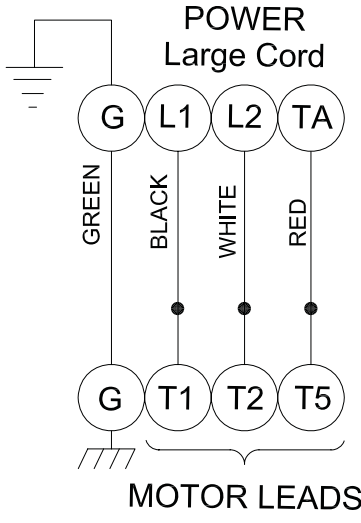 POWER
Large Cord
G L1 L2 TA
GREEN
BLACK
WHITE
RED
G T1 T2 T5
MOTOR LEADS